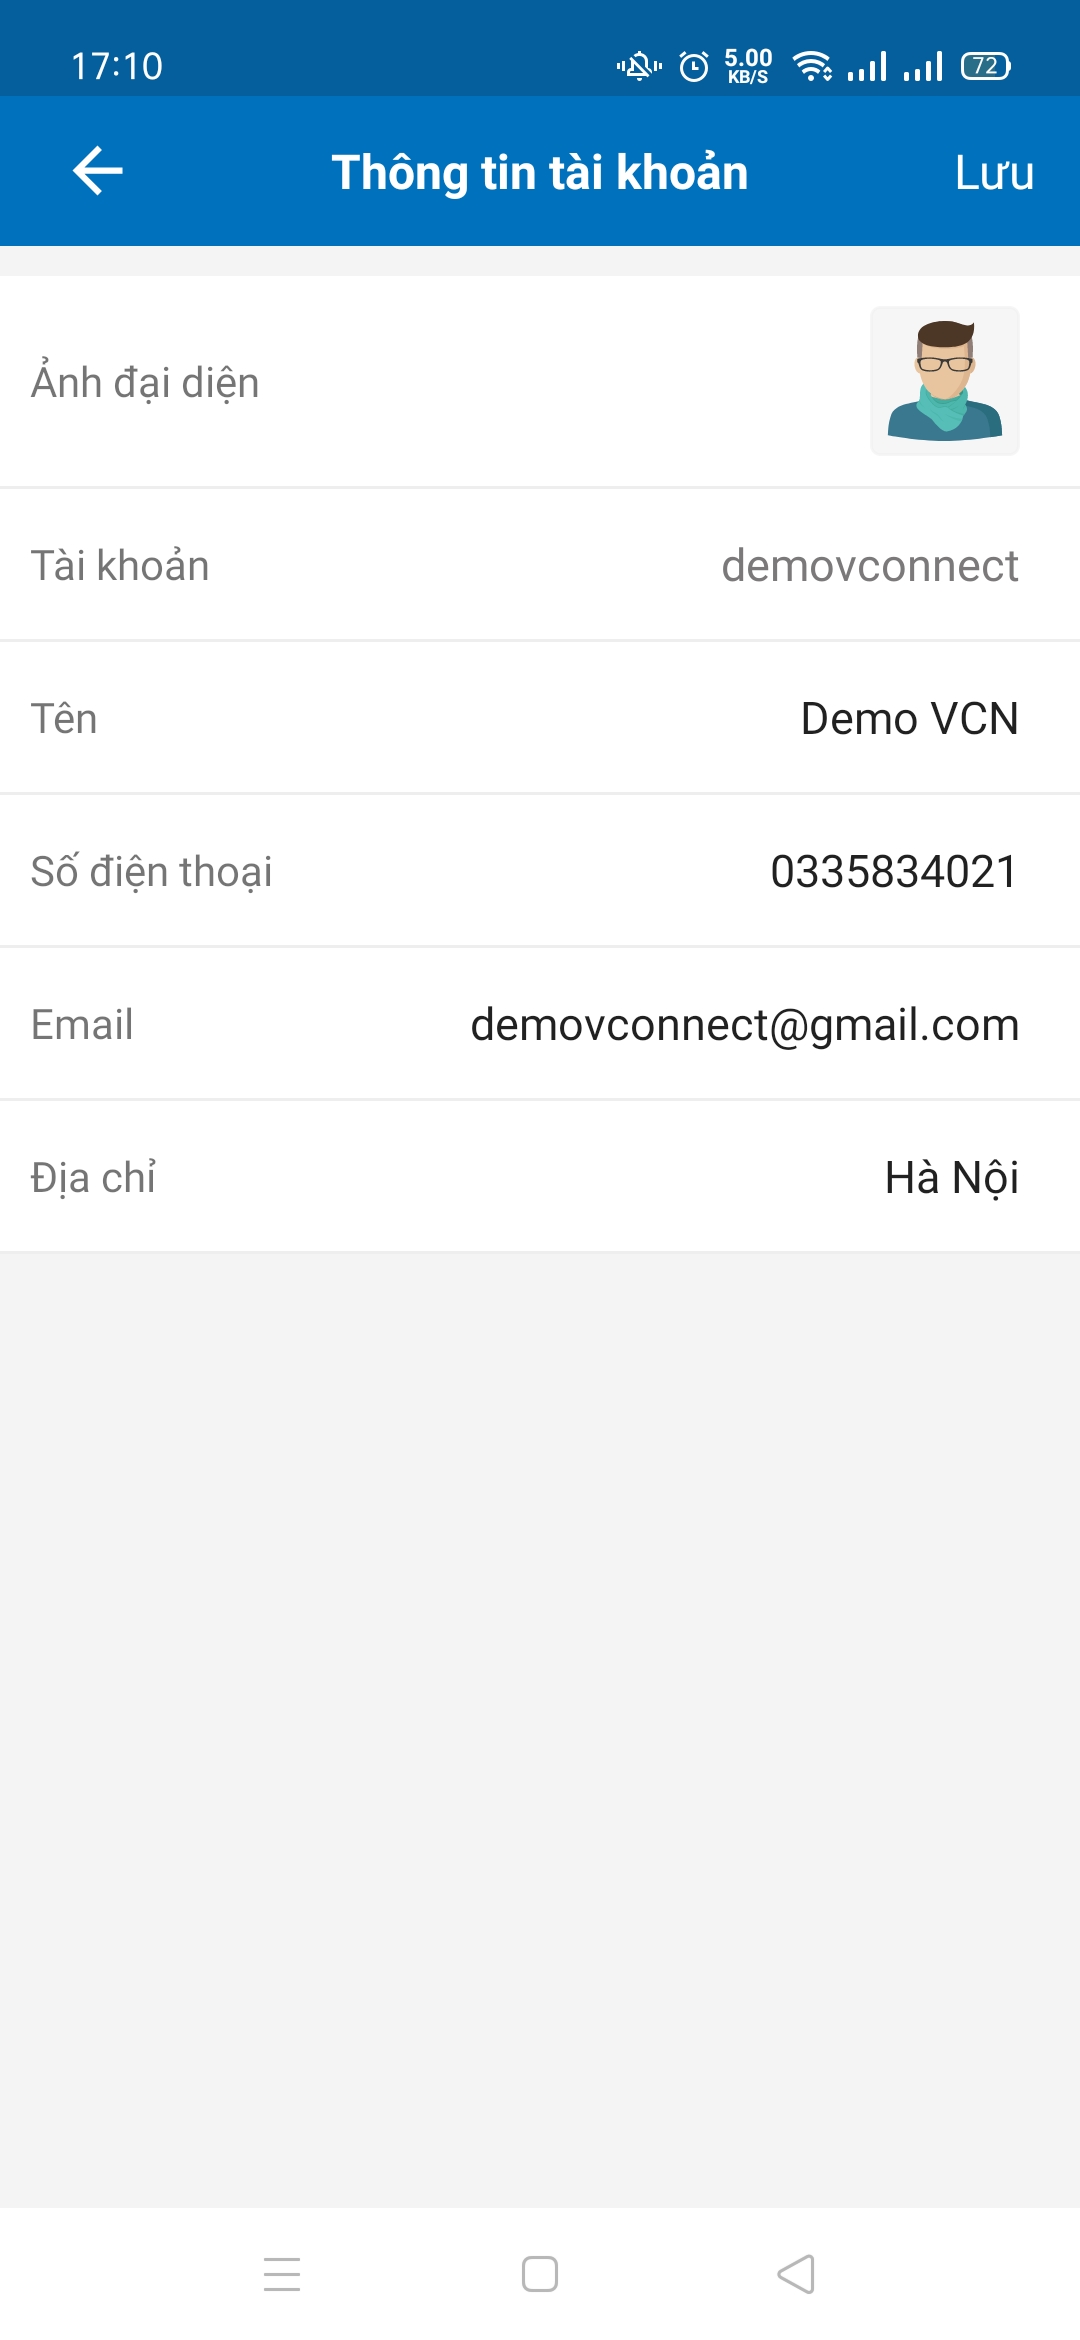 17:10
5.00
KB/S
72
Thông tin tài khoản
Lưu
Ảnh đại diện
Tài khoản
demovconnect
Tên
Demo VCN
Số điện thoại
0335834021
Email
demovconnect@gmail.com
Địa chỉ
Hà Nội